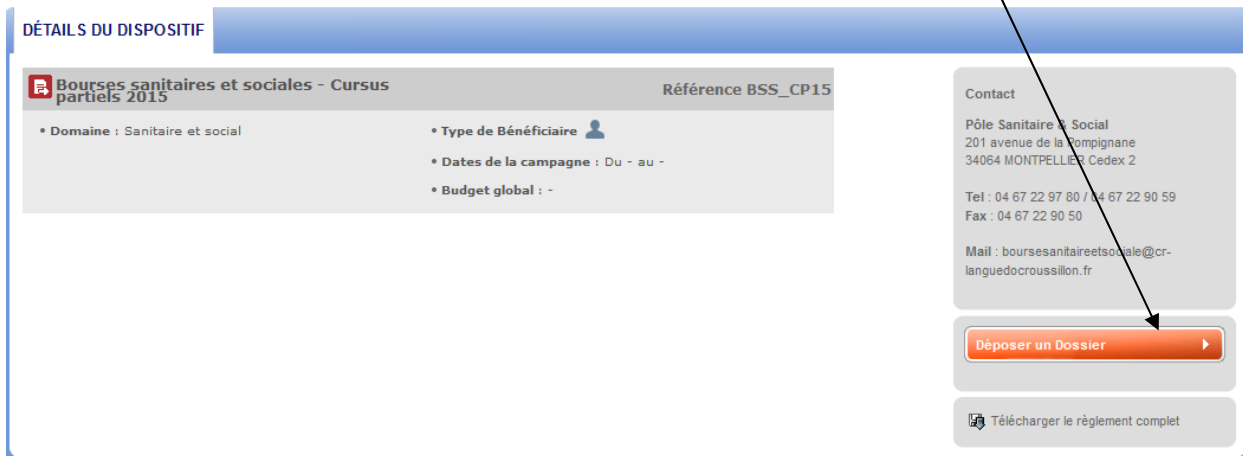 DÉTAILS DU DISPOSITIF
Bourses sanitaires et sociales - Cursus
partiels 2015
Référence BSS_CP15
• Domaine : Sanitaire et social
• Type de Bénéficiaire
• Dates de la campagne : Du - au -
• Budget global : -
Contact
Pôle Sanitaire & Social
201 avenue de la Pompignane
34064 MONTPELLIER Cedex 2
Tel : 04 67 22 97 80 / 04 67 22 90 59
Fax : 04 67 22 90 50
Mail : boursesanitaireetsociale@cr-
languedocroussillon.fr
Déposer un Dossier
Télécharger le règlement complet